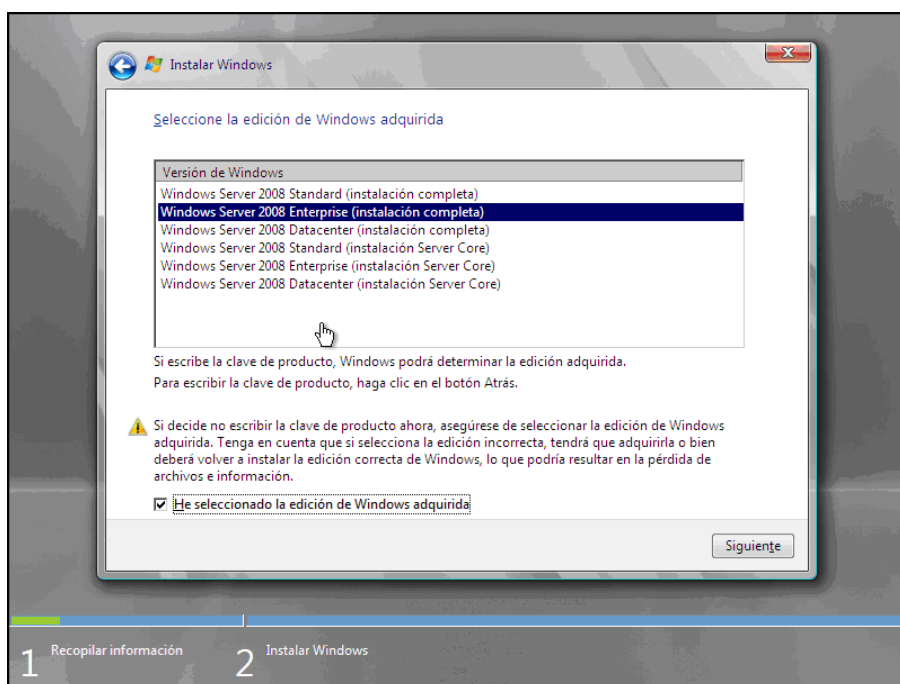 Instalar Windows
Seleccione la edición de Windows adquirida
Versión de Windows
Windows Server 2008 Standard (instalación completa)
Windows Server 2008 Enterprise (instalación completa)
Windows Server 2008 Datacenter (instalación completa)
Windows Server 2008 Standard (instalación Server Core)
Windows Server 2008 Enterprise (instalación Server Core)
Windows Server 2008 Datacenter (instalación Server Core)
Si escribe la clave de producto, Windows podrá determinar la edición adquirida.
Para escribir la clave de producto, haga clic en el botón Atrás.
Si decide no escribir la clave de producto ahora, asegúrese de seleccionar la edición de Windows
adquirida. Tenga en cuenta que si selecciona la edición incorrecta, tendrá que adquirirla o bien
deberá volver a instalar la edición correcta de Windows, lo que podría resultar en la pérdida de
archivos e información.
He seleccionado la edición de Windows adquirida
Siguiente
1 Recopilar información
2 Instalar Windows